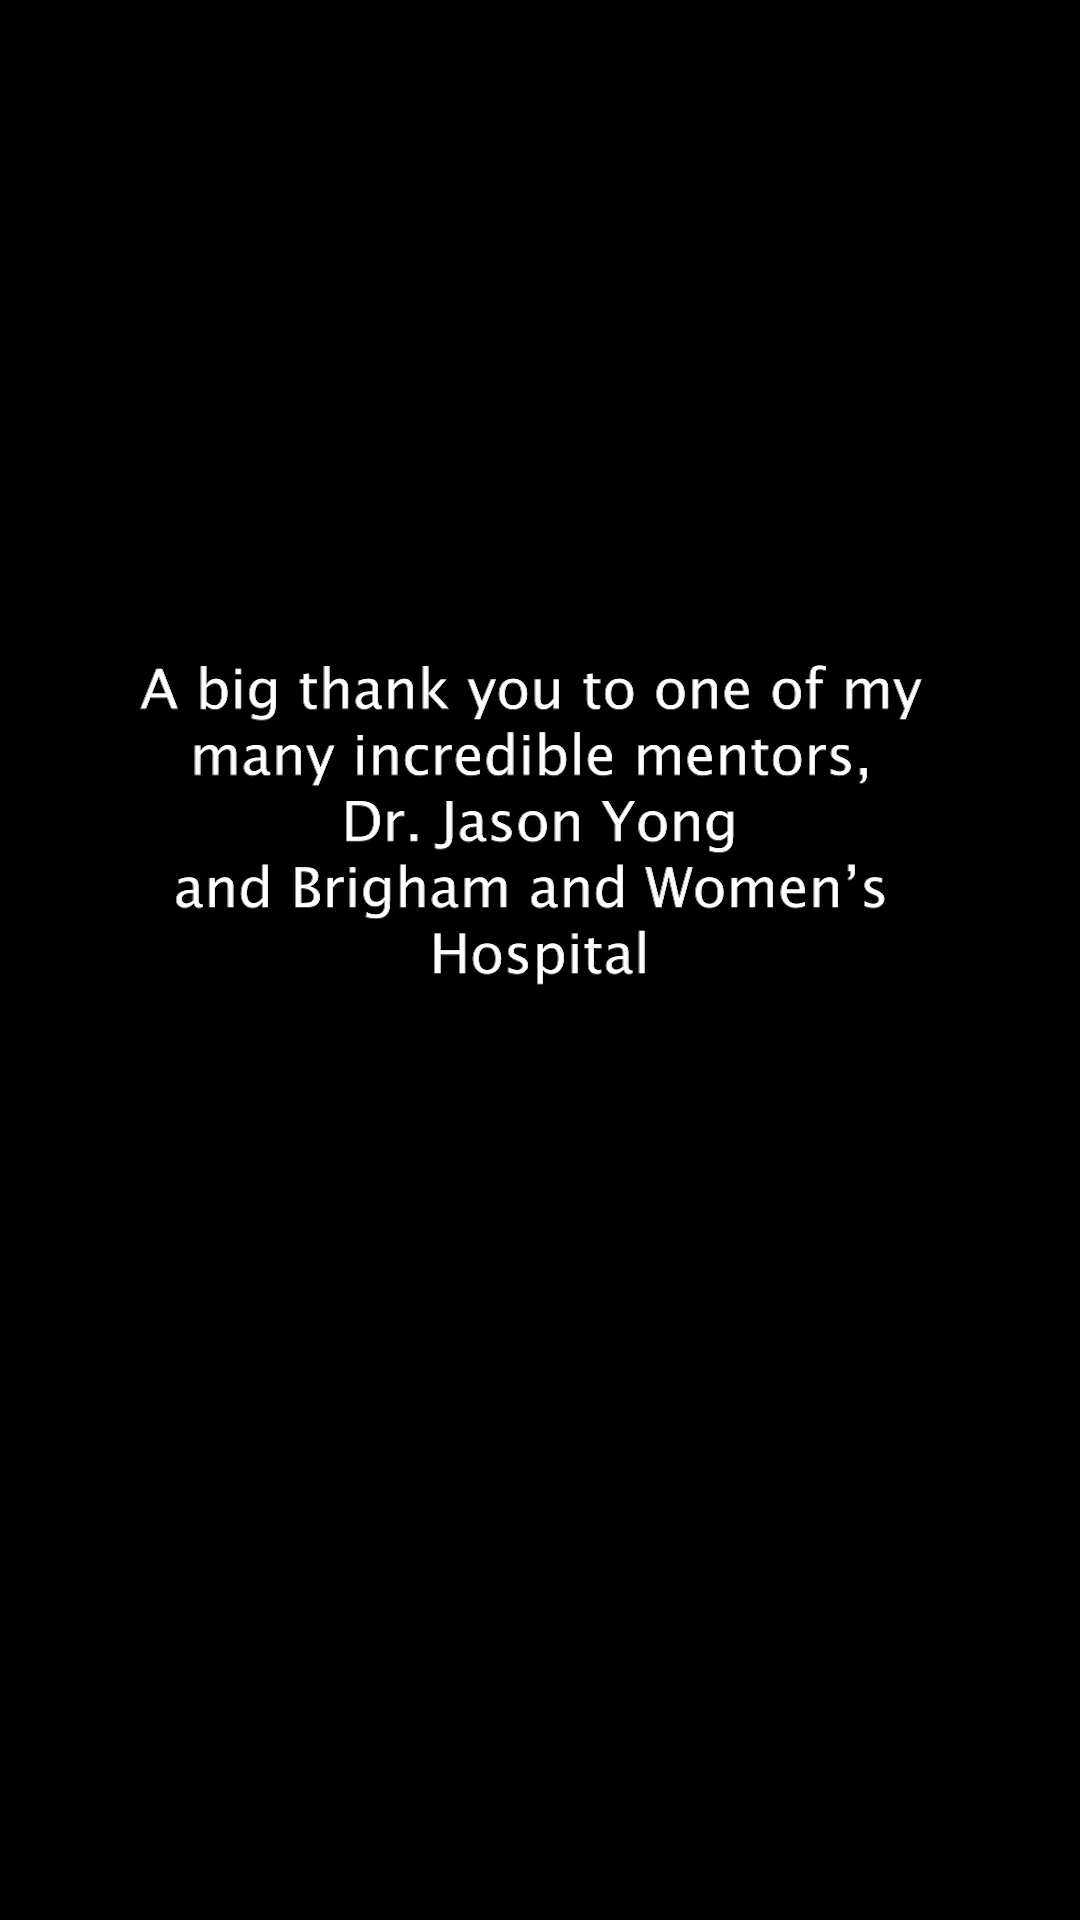 A big thank you to one of my
many incredible mentors,
Dr. Jason Yong
and Brigham and Women’s
Hospital